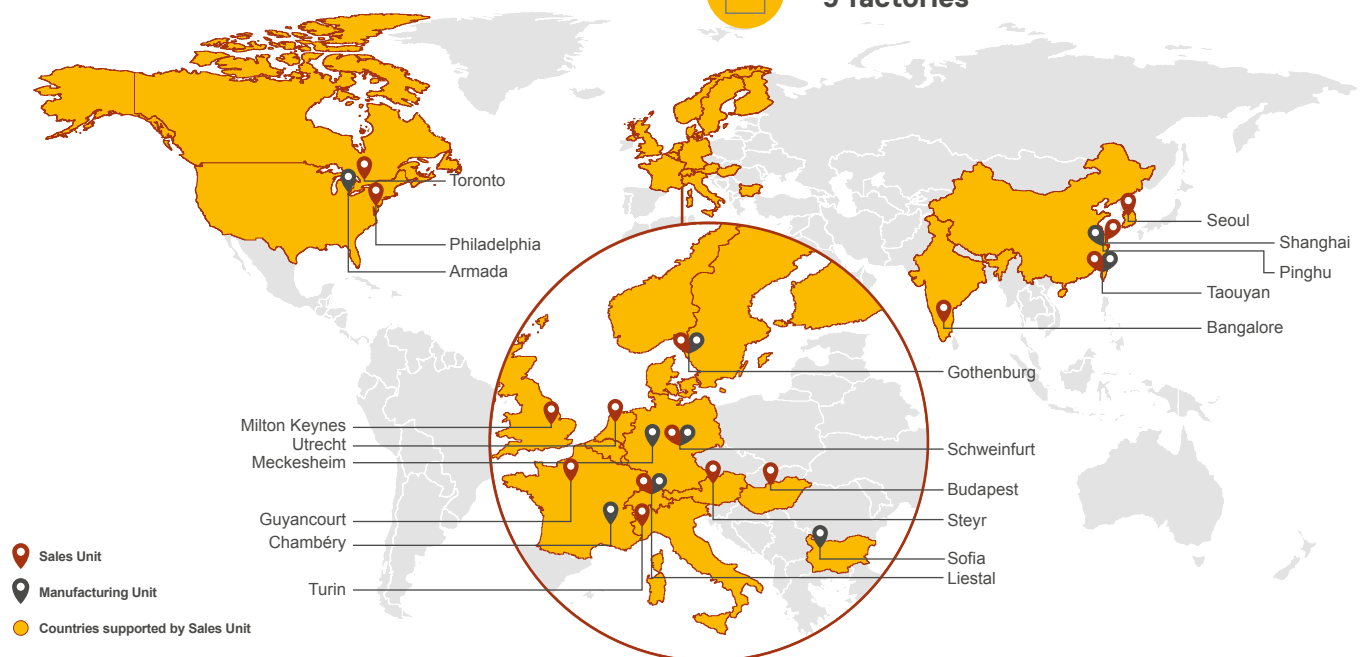 9 factories
Toronto
Philadelphia
Armada
Seoul
Shanghai
Pinghu
Taouyan
Bangalore
Gothenburg
Milton Keynes
Utrecht
Meckesheim
Schweinfurt
Budapest
Guyancourt
Steyr
Chambéry
Sofia
Liestal
Turin
Sales Unit
Manufacturing Unit
Countries supported by Sales Unit